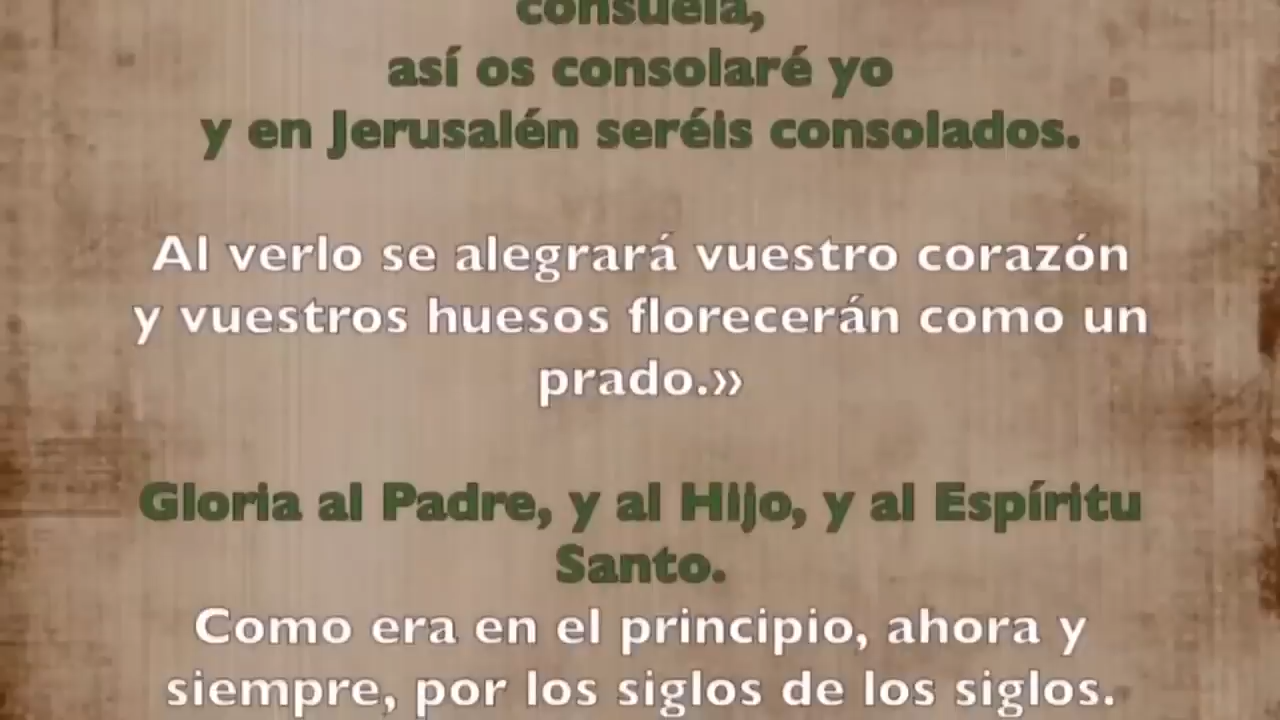 consuela,
así os consolaré yo
y en Jerusalén seréis consolados.
Al verlo se alegrará vuestro corazón
y vuestros huesos florecerán como un
prado.»
Gloria al Padre, y al Hijo, y al Espíritu
Santo.
Como era en el principio, ahora y
siempre, por los siglos de los siglos.